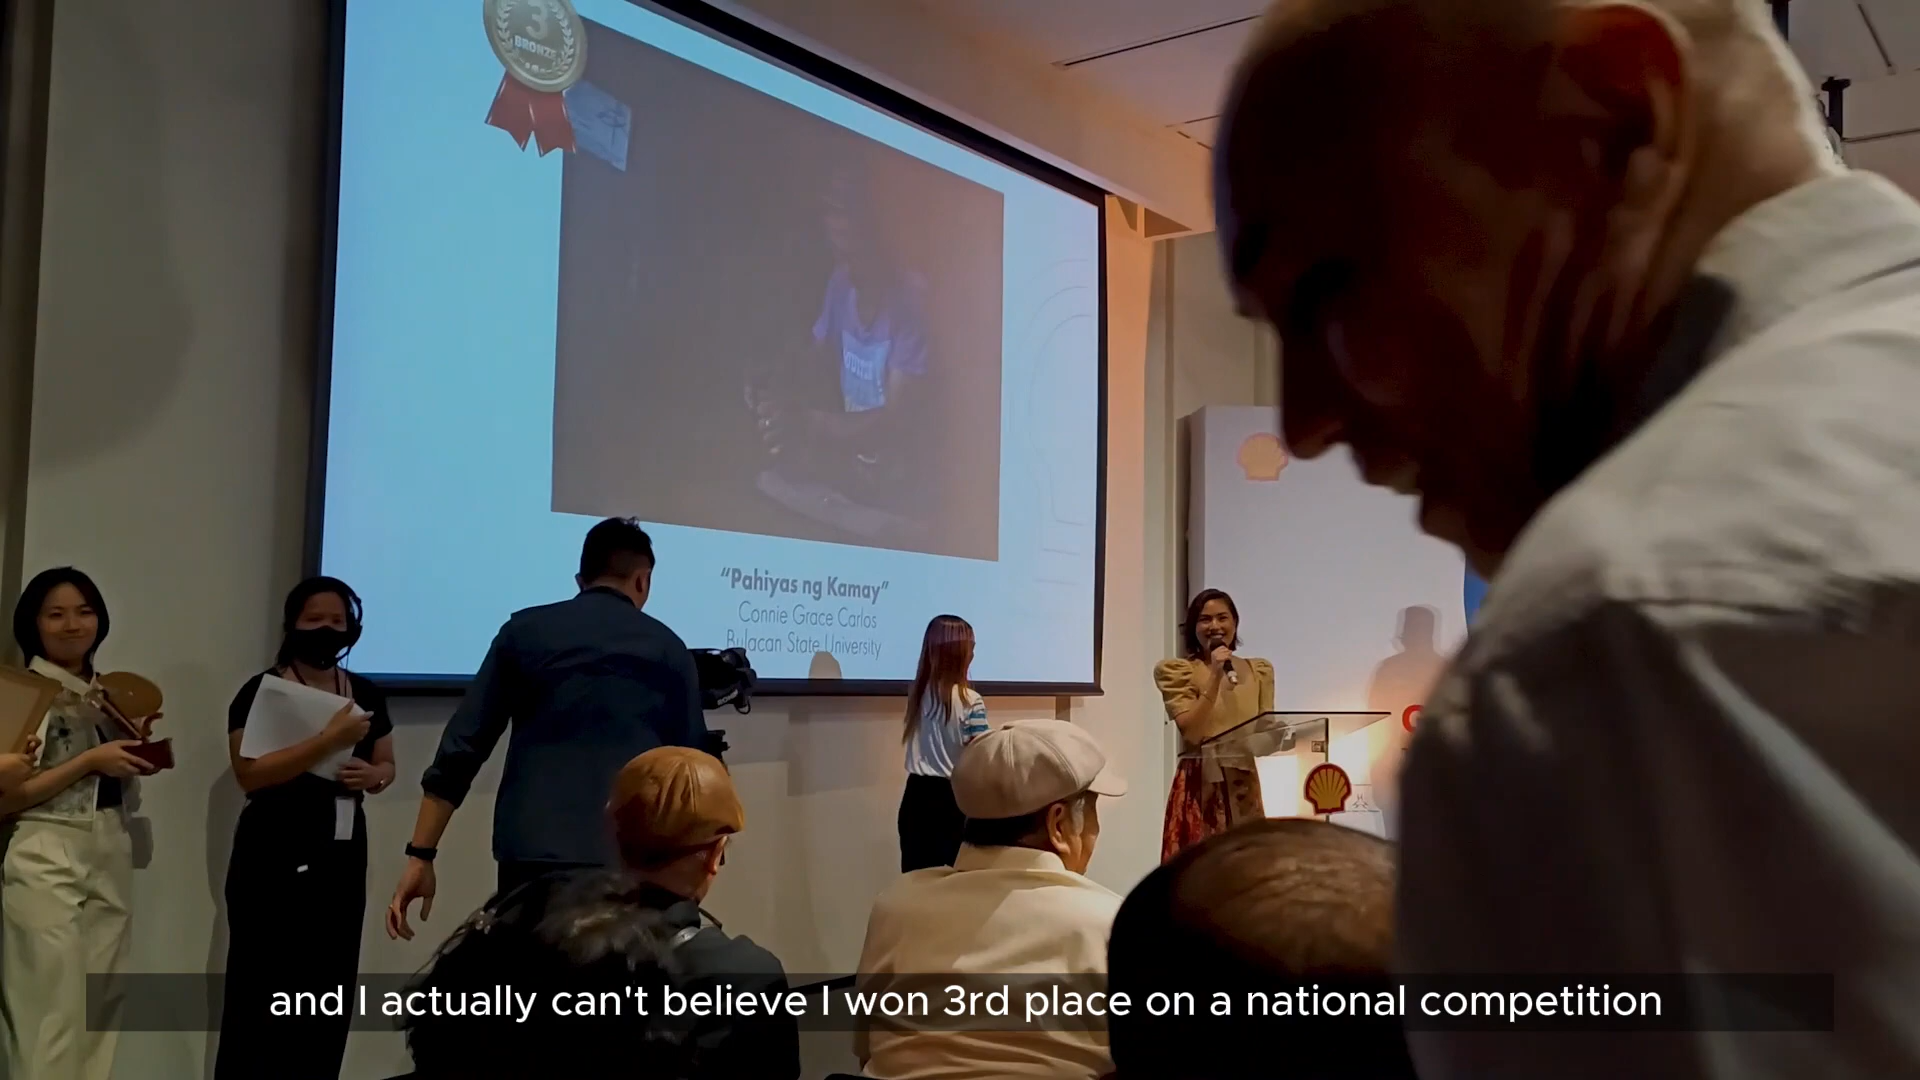 3
BRONZE
“Pahiyas ng Kamay”
Connie Grace Carlos
Bulacan State University
and I actually can't believe I won 3rd place on a national competition